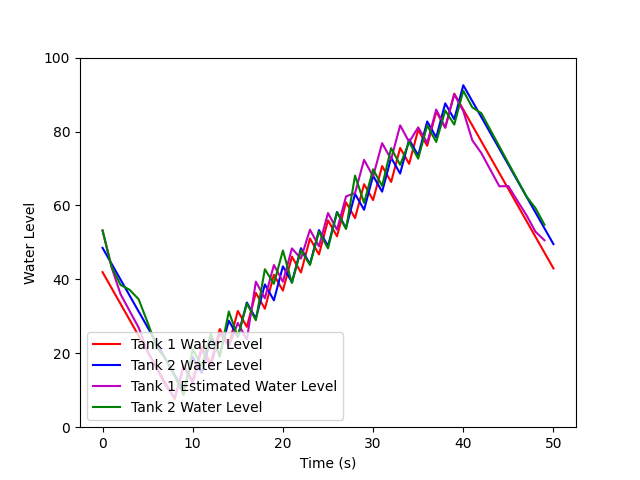 100
80
60
40
20
0
Water Level
Tank 1 Water Level
Tank 2 Water Level
Tank 1 Estimated Water Level
Tank 2 Water Level
0 10 20 30 40 50
Time (s)